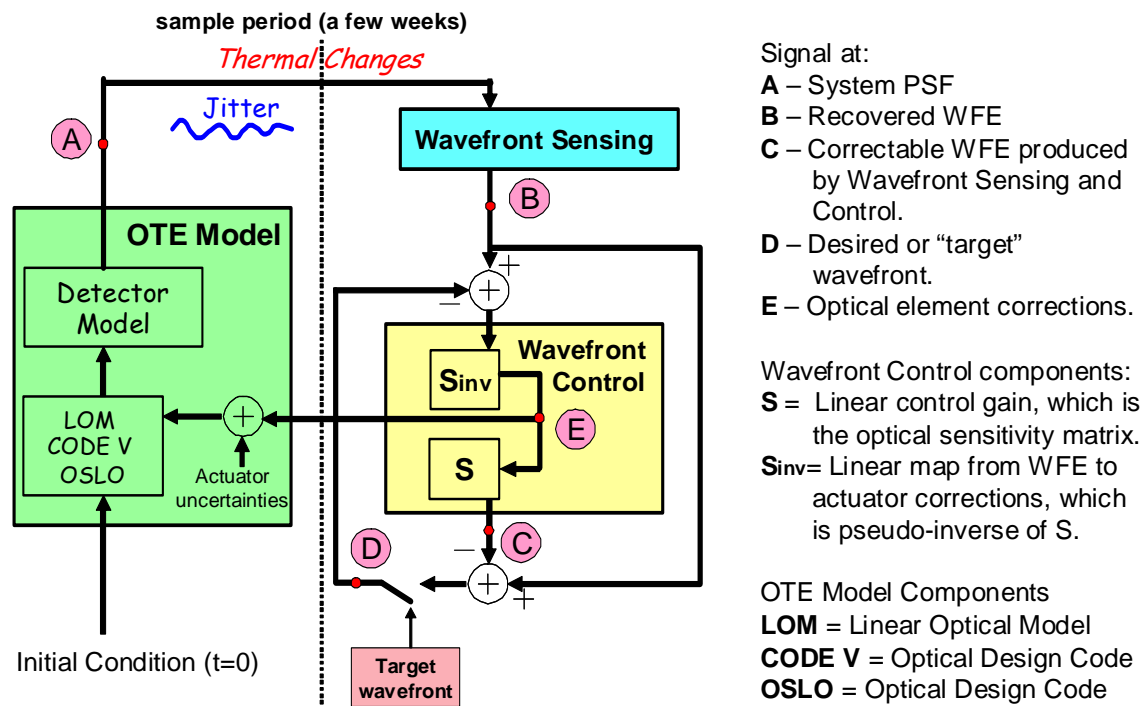 sample period (a few weeks)
Thermal Changes
Jitter
A
Wavefront Sensing
B
OTE Model
Detector
Model
+
+
—
Wavefront
Control
Sinv
LOM
CODE V
OSLO
+
E
S
Actuator
uncertainties
D
C
—
+
+
Initial Condition (t=0)
Target
wavefront
Signal at:
A – System PSF
B – Recovered WFE
C – Correctable WFE produced
by Wavefront Sensing and
Control.
D – Desired or “target”
wavefront.
E – Optical element corrections.
Wavefront Control components:
S = Linear control gain, which is
the optical sensitivity matrix.
Sinv= Linear map from WFE to
actuator corrections, which
is pseudo-inverse of S.
OTE Model Components
LOM = Linear Optical Model
CODE V = Optical Design Code
OSLO = Optical Design Code